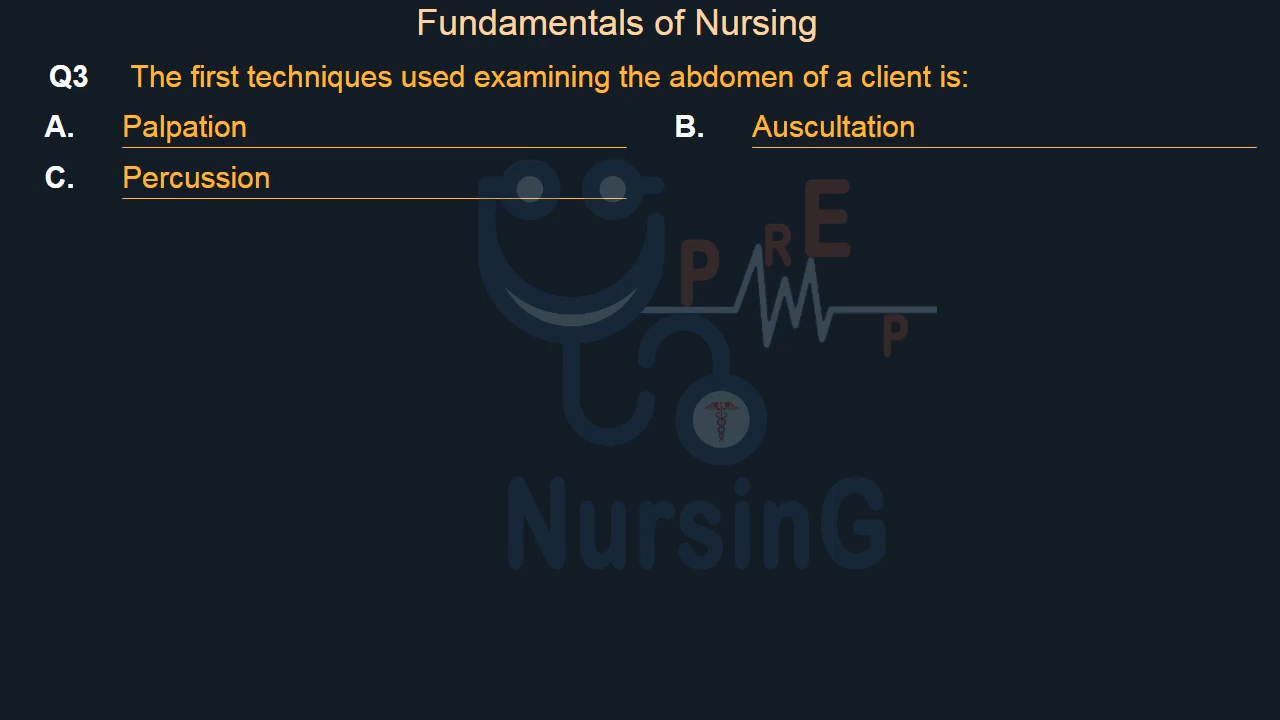 Fundamentals of Nursing
Q3 The first techniques used examining the abdomen of a client is:
A. Palpation B. Auscultation
C. Percussion
PREP
NursinG